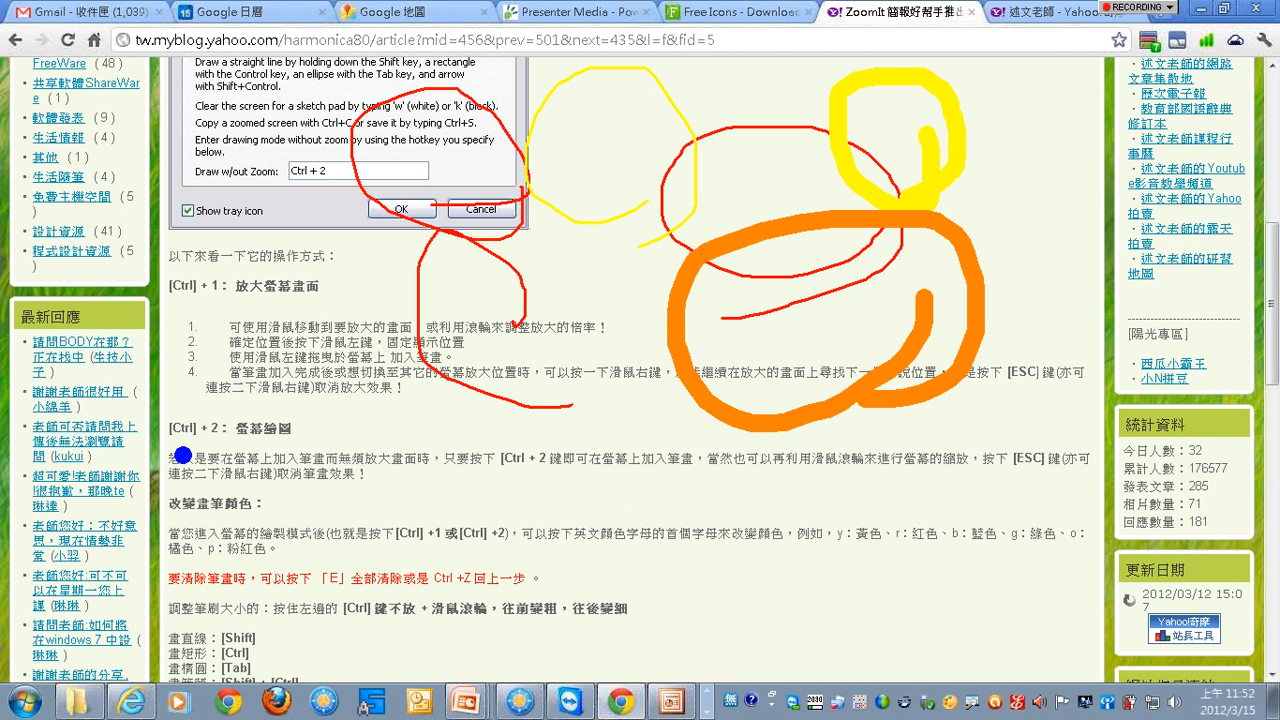 Gmail - 收件匣 (1,039)
Google 日曆
Google 地圖
Presenter Media - Pow
Free Icons - Download
ZoomIt 簡報好幫手推出
述文老師 - Yahoo!奇
RECORDING
tw.myblog.yahoo.com/harmonica80/article?mid=456&prev=501&next=435&l=f&fid=5
FreeWare (48)
共享軟體ShareWar
e (1)
軟體發表 (9)
生活情報 (4)
其他 (1)
生活隨筆 (4)
免費主機空間 (5
)
設計資源 (41)
程式設計資源 (5
)
最新回應
請問BODY在那？
正在找中 (生技小
子 )
謝謝老師很好用 (
小綿羊 )
老師可否請問我上
傳後無法瀏覽請
問 (kukui )
超可愛!老師謝謝你
!很抱歉，那晚te (
琳達 )
老師您好：不好意
思，現在情勢非
常 (小羿 )
老師您好:可不可
以在星期一您上
課 (琳琳 )
請問老師:如何將
在windows 7 中設 (
琳琳 )
謝謝老師的分享.
Draw a straight line by holding down the Shift key, a rectangle
with the Control key, an ellipse with the Tab key, and arrow
with Shift+Control.
Clear the screen for a sketch pad by typing 'w' (white) or 'k' (black).
Copy a zoomed screen with Ctrl+C or save it by typing Ctrl+S.
Enter drawing mode without zoom by using the hotkey you specify
below.
Draw w/out Zoom: Ctrl + 2
Show tray icon OK Cancel
以下來看一下它的操作方式：
[Ctrl] + 1： 放大螢幕畫面
1. 可使用滑鼠移動到要放大的畫面 或利用滾輪來調整放大的倍率！
2. 確定位置後按下滑鼠左鍵，固定顯示位置
3. 使用滑鼠左鍵拖曳於螢幕上 加入筆畫。
4. 當筆畫加入完成後或想切換至其它的螢幕放大位置時，可以按一下滑鼠右鍵， 繼續在放大的畫面上尋找下一 說位置， 是按下 [ESC] 鍵(亦可
連按二下滑鼠右鍵)取消放大效果！
[Ctrl] + 2： 螢幕繪圖
是要在螢幕上加入筆畫而無須放大畫面時，只要按下 [Ctrl + 2 鍵即可在螢幕上加入筆畫，當然也可以再利用滑鼠滾輪來進行螢幕的縮放，按下 [ESC] 鍵(亦可
連按二下滑鼠右鍵)取消筆畫效果！
改變畫筆顏色：
當您進入螢幕的繪製模式後(也就是按下[Ctrl] +1 或[Ctrl] +2)，可以按下英文顏色字母的首個字母來改變顏色，例如，y：黃色、r：紅色、b：藍色、g：綠色、o：
橘色、p：粉紅色。
要清除筆畫時，可以按下 「E」全部清除或是 Ctrl +Z 回上一步 。
調整筆刷大小的：按住左邊的 [Ctrl] 鍵不放 + 滑鼠滾輪，往前變粗，往後變細
畫直線：[Shift]
畫矩形：[Ctrl]
畫橢圓：[Tab]
．述文老師的網路
文章集散地
．歷次電子報
．教育部國語辭典
修訂本
．述文老師課程行
事曆
．述文老師的Youtub
e影音教學頻道
．述文老師的Yahoo
拍賣
．述文老師的露天
拍賣
．述文老師的研習
地圖
[陽光專區]
．西瓜小霸王
．小N拼豆
統計資料
今日人數：32
累計人數：176577
發表文章：285
相片數量：71
回應數量：181
更新日期
2012/03/12 15:0
7
Yahoo!奇摩
站長工具
上午 11:52
2012/3/15